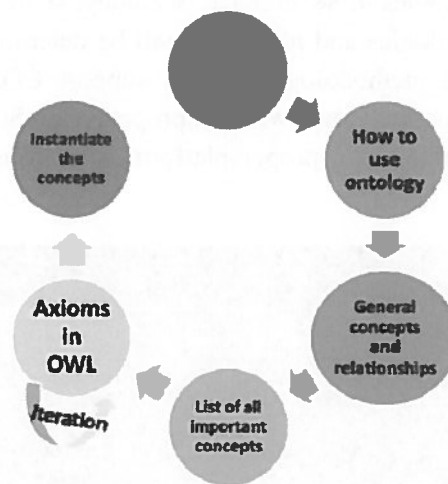 How to
use
ontology
General
concepts
and
relationships
List of all
important
concepts
Axioms
in
OWL
Iteration
Instantiate
the
concepts